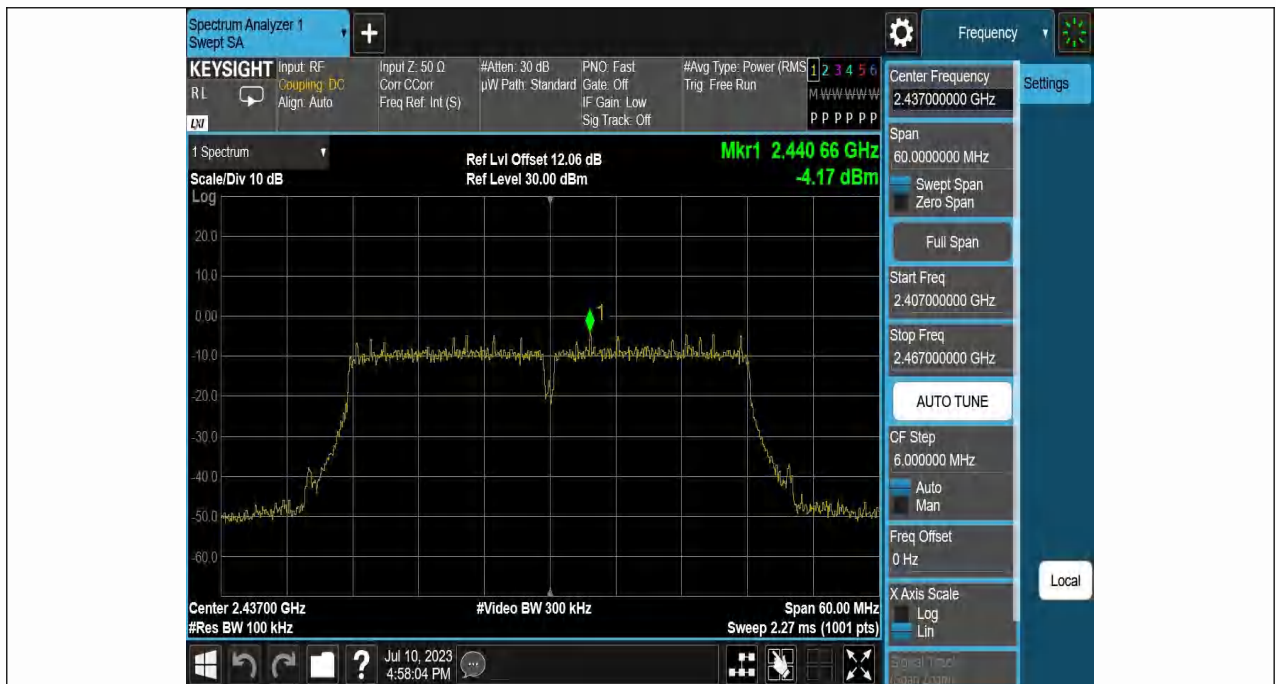 Spectrum Analyzer 1
Swept SA
+
Frequency
KEYSIGHT
RL
LXI
Input: RF
Coupling: DC
Align: Auto
Input Z: 50 Ω
Corr CCorr
Freq Ref: Int (S)
#Atten: 30 dB
µW Path: Standard
PNO: Fast
Gate: Off
IF Gain: Low
Sig Track: Off
#Avg Type: Power (RMS
Trig: Free Run
1 2 3 4 5 6
M W W W W W
P P P P P P
1 Spectrum
Scale/Div 10 dB
Ref Lvl Offset 12.06 dB
Ref Level 30.00 dBm
Mkr1 2.440 66 GHz
-4.17 dBm
Log
20.0
10.0
0.00
-10.0
-20.0
-30.0
-40.0
-50.0
-60.0
1
Center 2.43700 GHz
#Res BW 100 kHz
#Video BW 300 kHz
Span 60.00 MHz
Sweep 2.27 ms (1001 pts)
Center Frequency
2.437000000 GHz
Settings
Span
60.0000000 MHz
Swept Span
Zero Span
Full Span
Start Freq
2.407000000 GHz
Stop Freq
2.467000000 GHz
AUTO TUNE
CF Step
6.000000 MHz
Auto
Man
Freq Offset
0 Hz
Local
X Axis Scale
Log
Lin
Signal Track
(Span Zoom)
?
Jul 10, 2023
4:58:04 PM